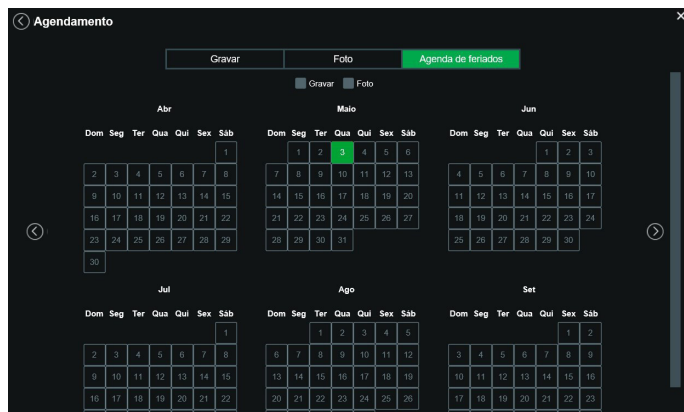 Agendamento
Gravar Foto Agenda de feriados
Gravar Foto
Abr Maio Jun
Dom Seg Ter Qua Qui Sex Sáb Dom Seg Ter Qua Qui Sex Sáb Dom Seg Ter Qua Qui Sex Sáb
1 1 2 3 4 5 6 1 2 3
2 3 4 5 6 7 8 7 8 9 10 11 12 13 4 5 6 7 8 9 10
9 10 11 12 13 14 15 14 15 16 17 18 19 20 11 12 13 14 15 16 17
16 17 18 19 20 21 22 21 22 23 24 25 26 27 18 19 20 21 22 23 24
23 24 25 26 27 28 29 28 29 30 31 25 26 27 28 29 30
30
Jul Ago Set
Dom Seg Ter Qua Qui Sex Sáb Dom Seg Ter Qua Qui Sex Sáb Dom Seg Ter Qua Qui Sex Sáb
1 1 2 3 4 5 1 2
2 3 4 5 6 7 8 6 7 8 9 10 11 12 3 4 5 6 7 8 9
9 10 11 12 13 14 15 13 14 15 16 17 18 19 10 11 12 13 14 15 16
16 17 18 19 20 21 22 20 21 22 23 24 25 26 17 18 19 20 21 22 23